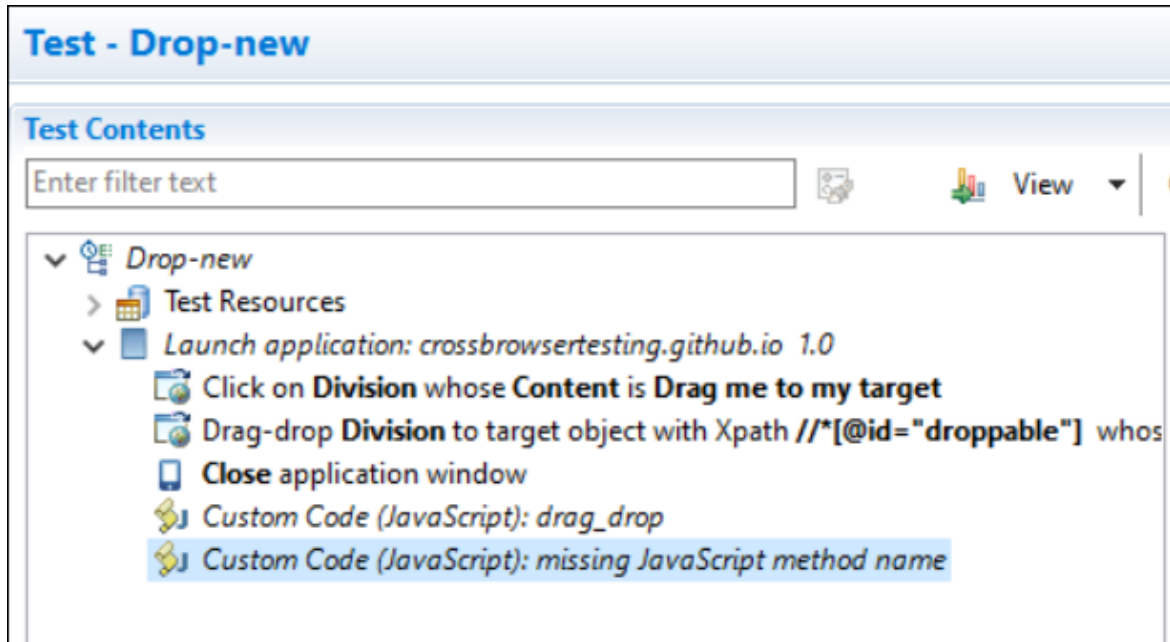 Test - Drop-new
Test Contents
Enter filter text
View
Drop-new
Test Resources
Launch application: crossbrowsertesting.github.io 1.0
Click on Division whose Content is Drag me to my target
Drag-drop Division to target object with Xpath //*[@id="droppable"] whos
Close application window
Custom Code (JavaScript): drag_drop
Custom Code (JavaScript): missing JavaScript method name